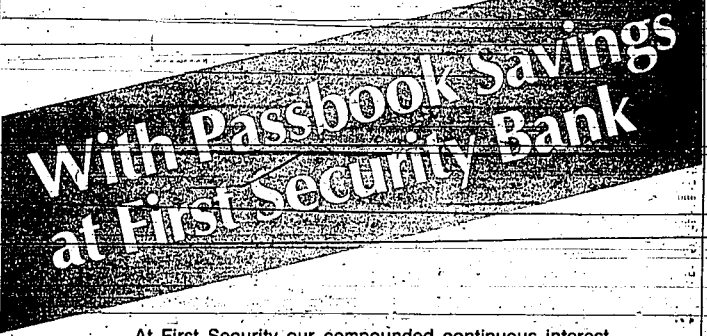 With Passbook Savings
at First Security Bank
At First Security our compounded continuous interest